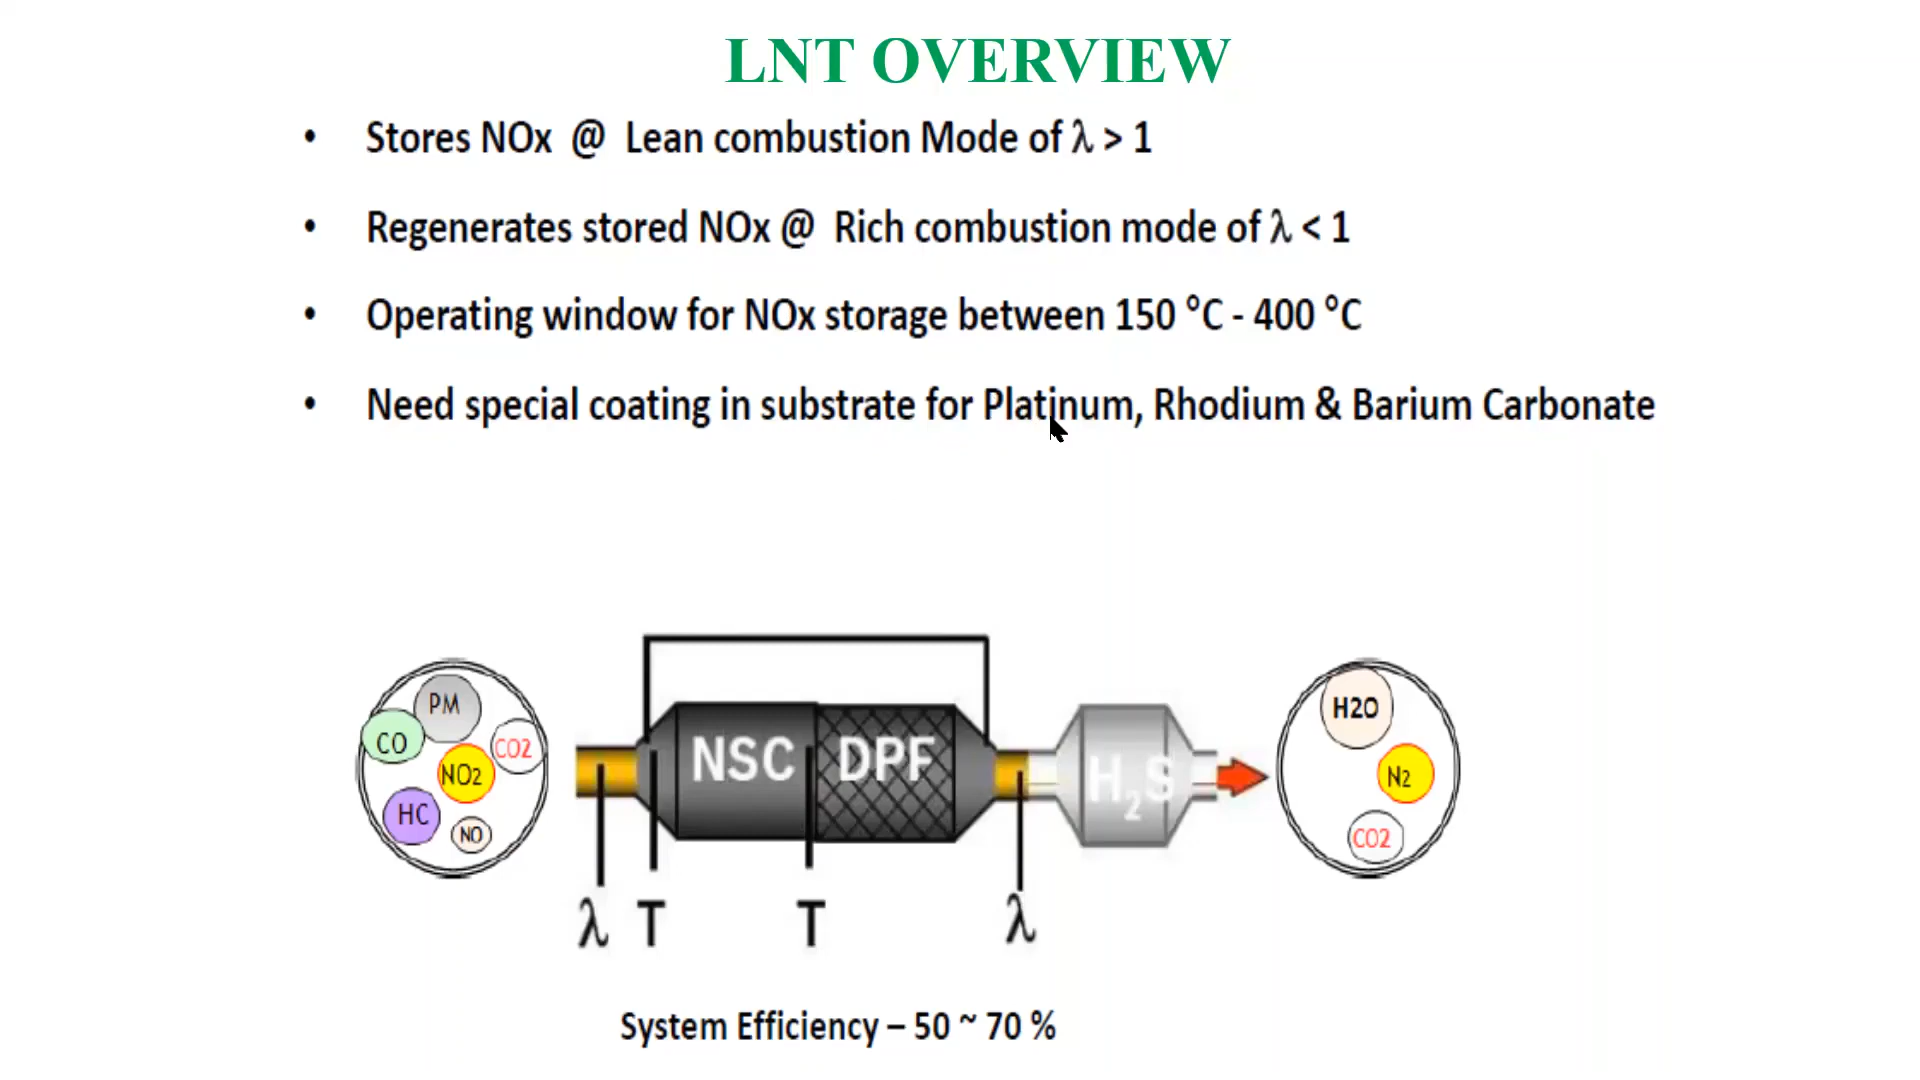 LNT OVERVIEW
• Stores NOx @ Lean combustion Mode of λ > 1
• Regenerates stored NOx @ Rich combustion mode of λ < 1
• Operating window for NOx storage between 150 °C - 400 °C
• Need special coating in substrate for Platinum, Rhodium & Barium Carbonate
PM
CO
CO2
NO2
HC
NO
NSC
DPF
H2S
H2O
N2
CO2
λ T T λ
System Efficiency – 50 ~ 70 %